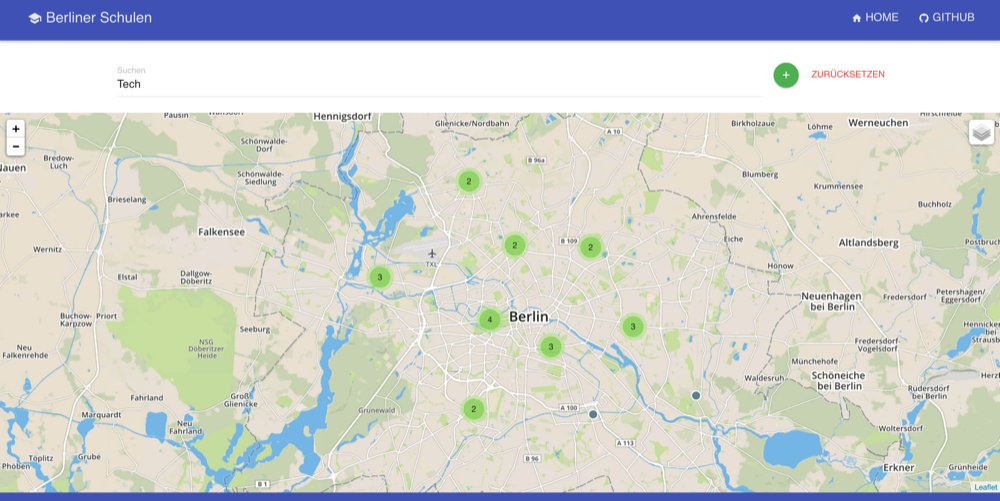 Berliner Schulen
HOME
GITHUB
Suchen
Tech
+
ZURÜCKSETZEN
+
−
Pausin
Hennigsdorf
Glienicke/Nordbahn
A 10
Birkholzaue
Löhme
Werneuchen
Nauen
Bredow-
Luch
Schönwalde-
Dorf
B 96a
Schönwalde-
Siedlung
2
Blumberg
Krummensee
Brieselang
Buchholz
Falkensee
Ahrensfelde
Wernitz
TXL
2
B 109
2
Eiche
Altlandsberg
Postbruch
Elstal
Dallgow-
Döberitz
3
Hönow
Buchow-
Karpzow
Priort
Neuenhagen
bei Berlin
Fredersdorf
Petershagen/
Eggersdorf
Seeburg
4
Berlin
3
NSG
Döberitzer
Heide
3
Neu
Falkenrehde
Fredersdorf
Vogelsdorf
Münchehofe
Waldesruh
Schöneiche
bei Berlin
Fahrland
Groß
Glienicke
Grunewald
2
A 100
Rüdersdorf
bei Berlin
Marquardt
Neu
Fahrland
Woltersdorf
A 113
Töplitz
Grube
B 96
Phöben
B 1
Erkner
Grünheide
Leaflet